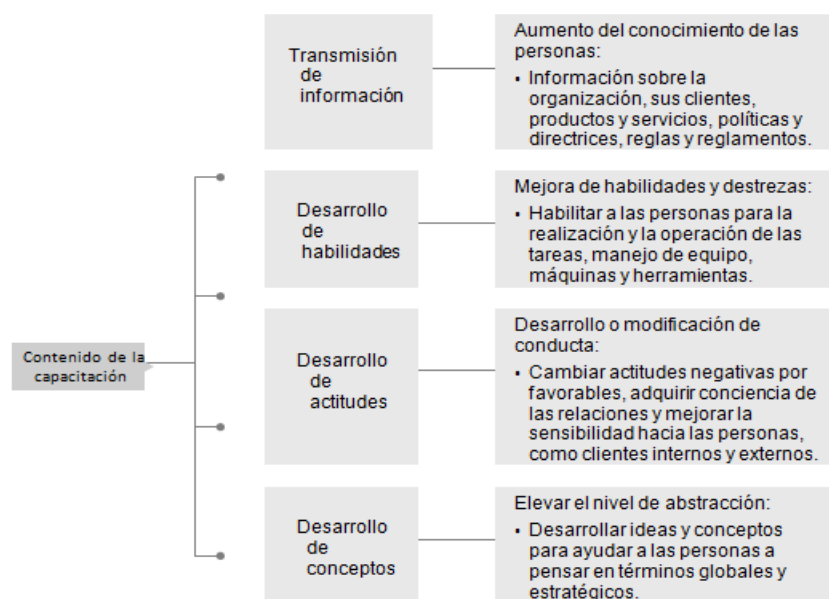 Transmisión
de
información
Aumento del conocimiento de las
personas:
• Información sobre la
organización, sus clientes,
productos y servicios, políticas y
directrices, reglas y reglamentos.
Desarrollo
de
habilidades
Mejora de habilidades y destrezas:
• Habilitar a las personas para la
realización y la operación de las
tareas, manejo de equipo,
máquinas y herramientas.
Contenido de la
capacitación
Desarrollo
de
actitudes
Desarrollo o modificación de
conducta:
• Cambiar actitudes negativas por
favorables, adquirir conciencia de
las relaciones y mejorar la
sensibilidad hacia las personas,
como clientes internos y externos.
Desarrollo
de
conceptos
Elevar el nivel de abstracción:
• Desarrollar ideas y conceptos
para ayudar a las personas a
pensar en términos globales y
estratégicos.